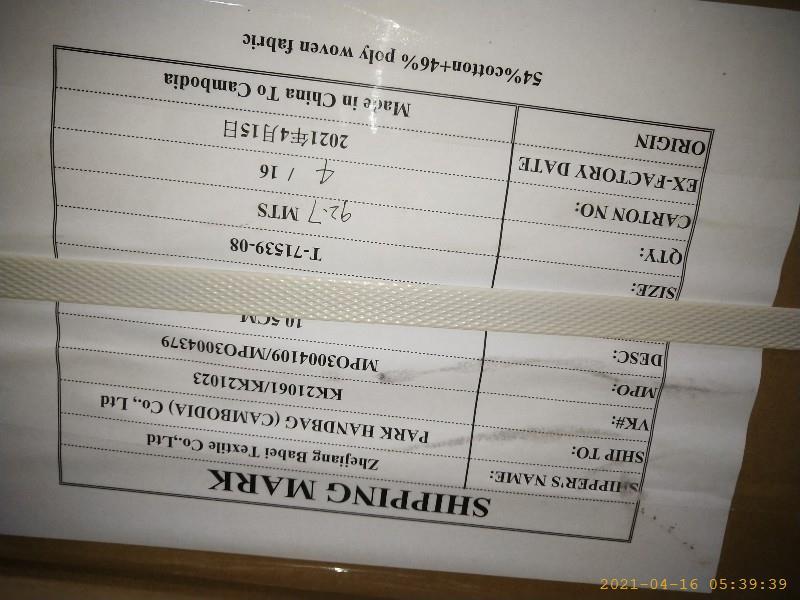 SHIPPING MARK
SHIPPER'S NAME: Zhejiang Babei Textile Co.,Ltd
SHIP TO: PARK HANDBAG (CAMBODIA) Co., Ltd
VK#: KK21061/KK21023
MPO: MPO3004109/MPO3004379
DESC: 10.5CM
SIZE: T-71539-08
QTY: 92.7 MTS
CARTON NO: 4 / 16
EX-FACTORY DATE 2021年4月15日
ORIGIN Made in China To Cambodia
54%cotton+46% poly woven fabric
2021-04-16 05:39:39